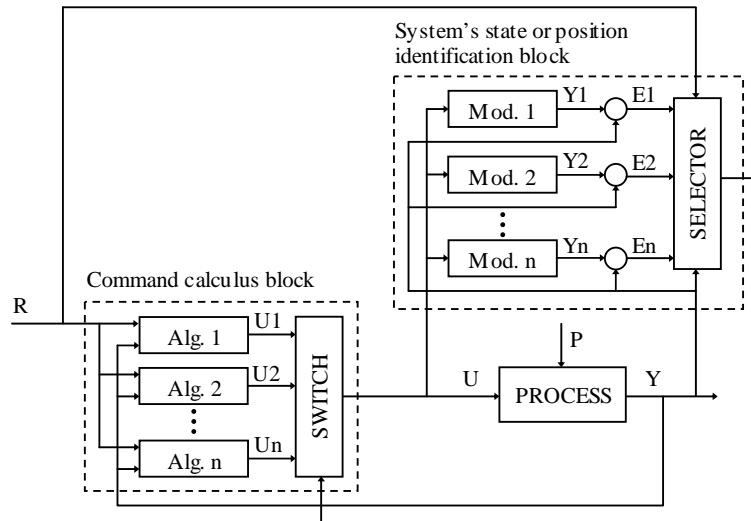 System's state or position
identification block
Mod. 1
Y1
E1
Mod. 2
Y2
E2
Mod. n
Yn
En
SELECTOR
Command calculus block
R
Alg. 1
U1
Alg. 2
U2
Alg. n
Un
SWITCH
P
U
PROCESS
Y